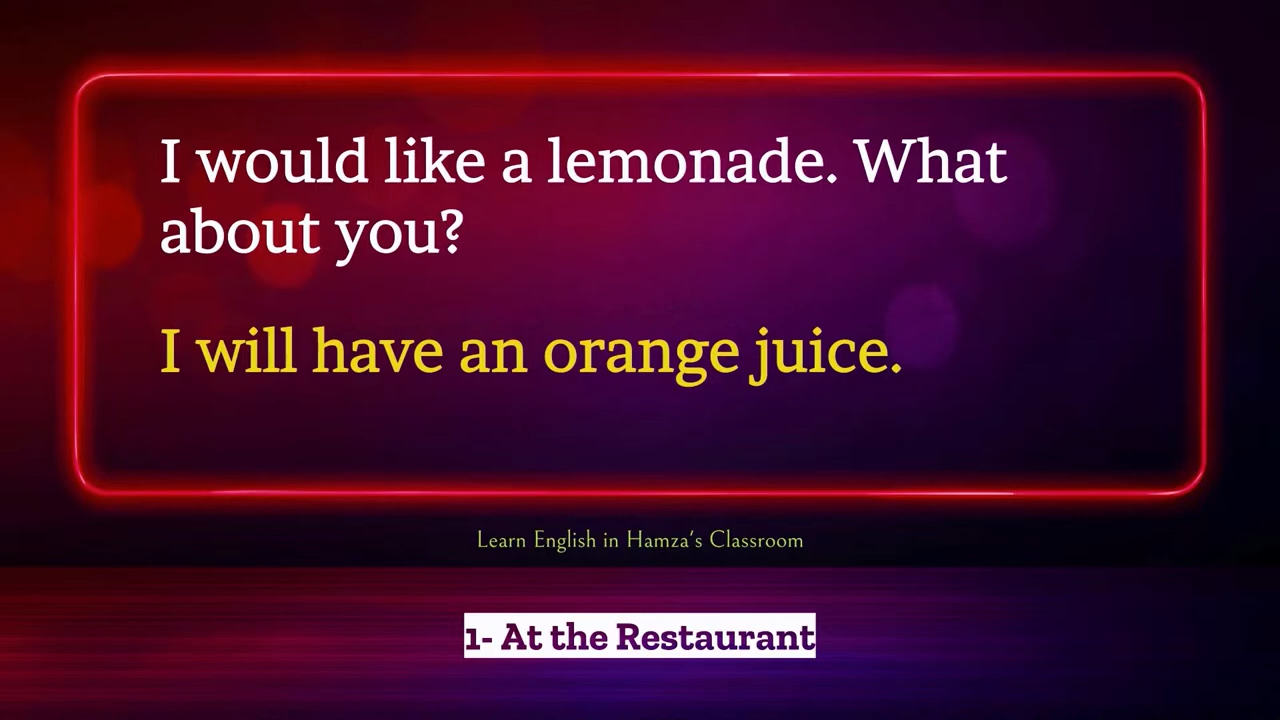 I would like a lemonade. What
about you?
I will have an orange juice.
Learn English in Hamza's Classroom
1- At the Restaurant